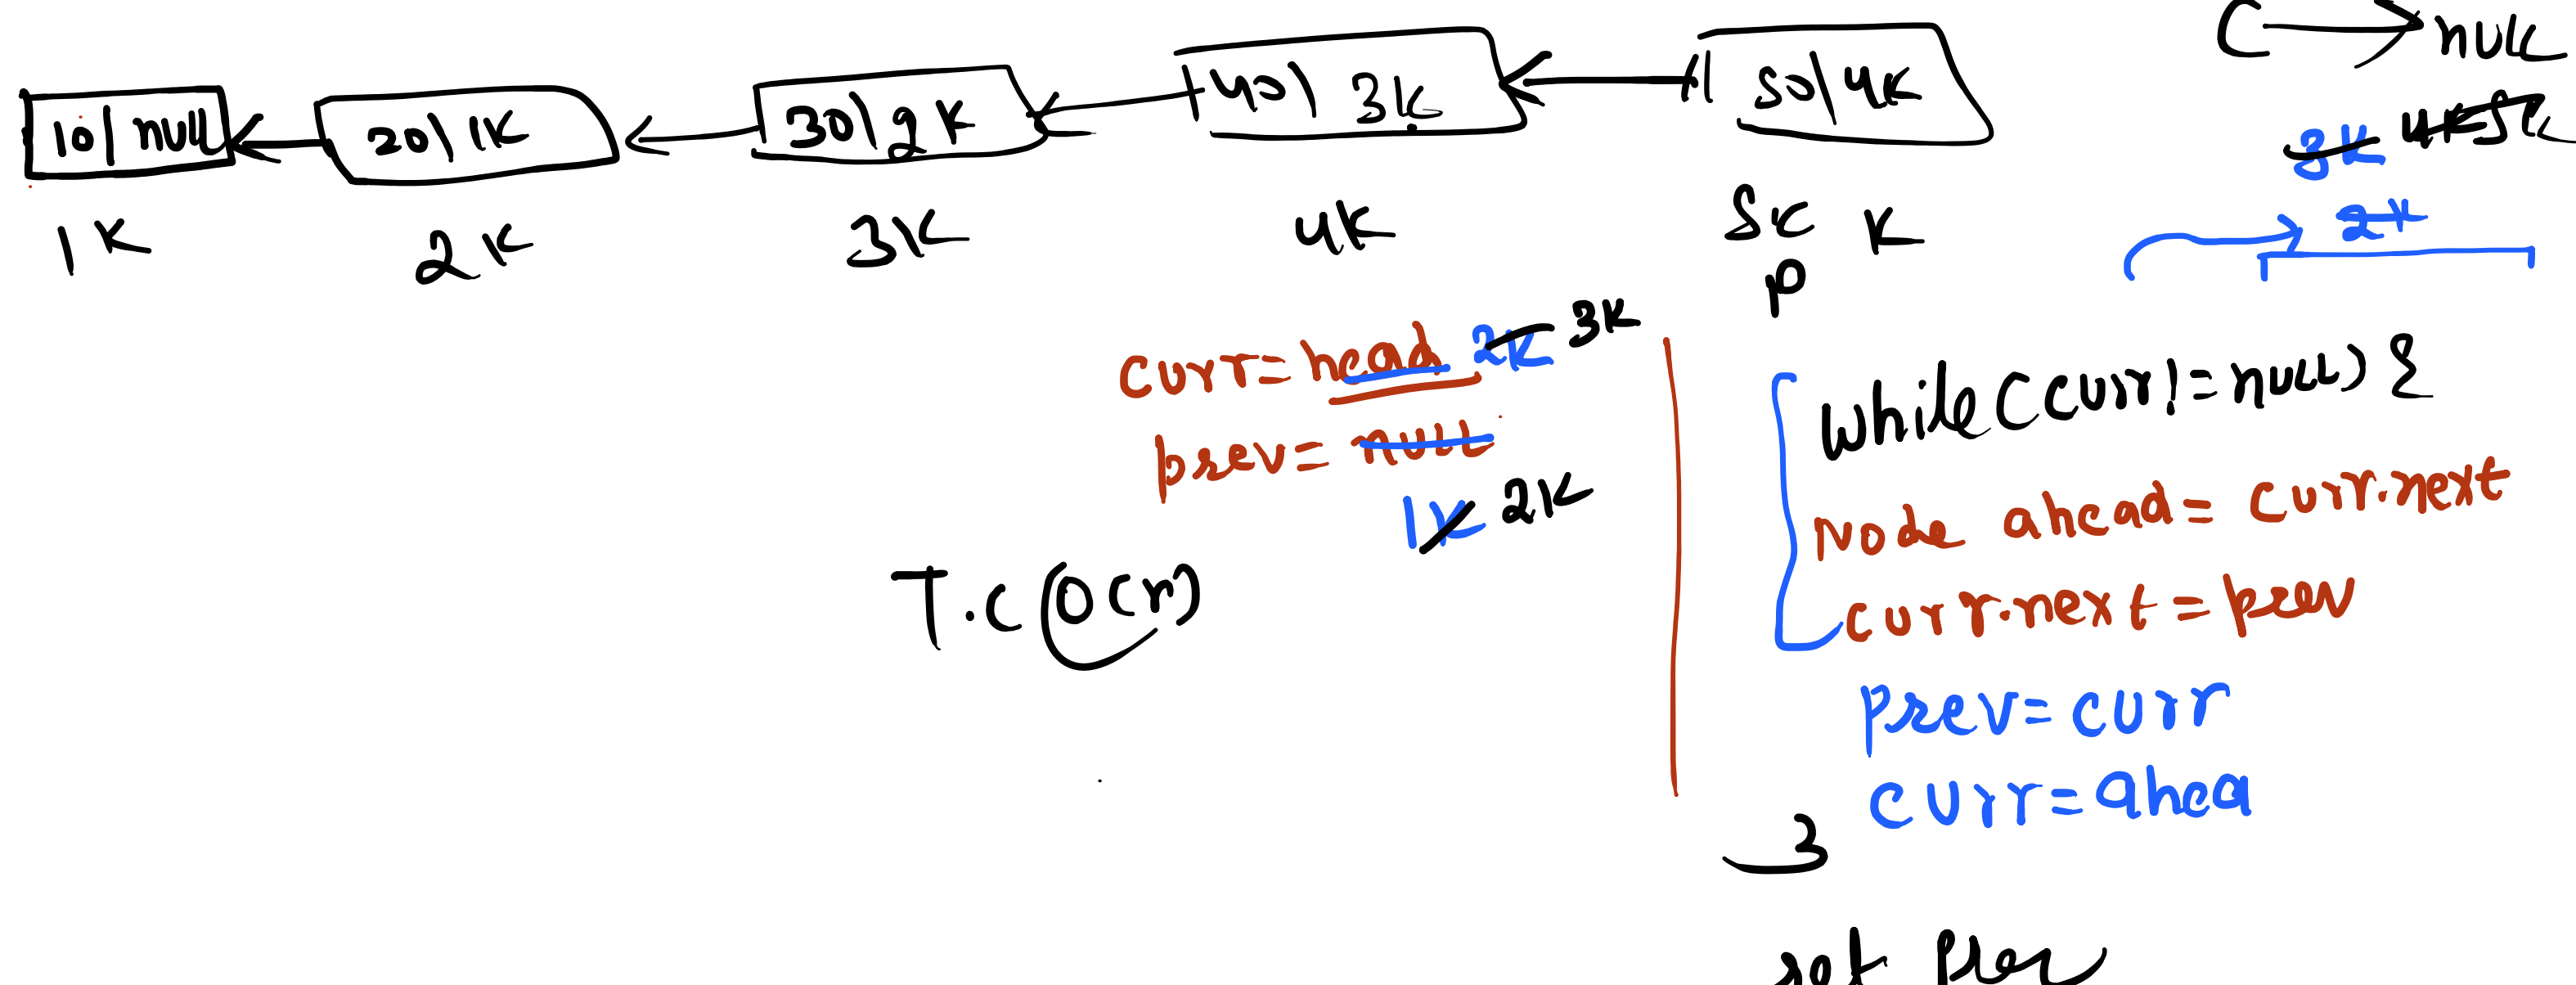 C → null
10 | null 20 | 1K 30 | 2K 40 | 3K 50 | 4K
3K 4K 5K
2K
1K 2K 3K 4K 5K K
P
curr = head 2K 3K
prev = null
1K 2K
T.C O(n)
while (curr != null) {
Node ahead = curr.next
curr.next = prev
prev = curr
curr = ahea
}
ret prev